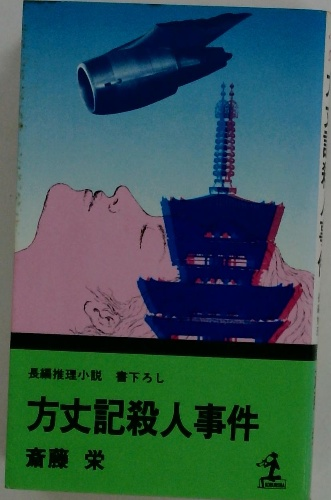 長編推理小説　書下ろし
方丈記殺人事件
斎藤 栄